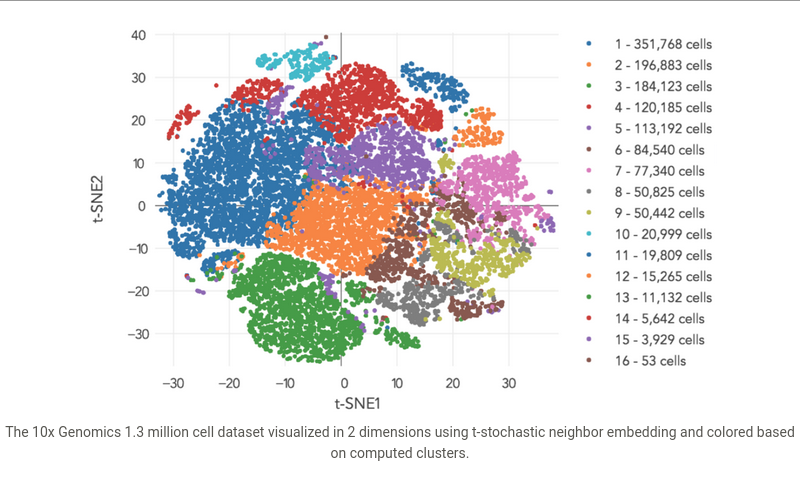 40
30
20
10
0
−10
−20
−30
t-SNE2
−30
−20
−10
0
10
20
30
t-SNE1
1 - 351,768 cells
2 - 196,883 cells
3 - 184,123 cells
4 - 120,185 cells
5 - 113,192 cells
6 - 84,540 cells
7 - 77,340 cells
8 - 50,825 cells
9 - 50,442 cells
10 - 20,999 cells
11 - 19,809 cells
12 - 15,265 cells
13 - 11,132 cells
14 - 5,642 cells
15 - 3,929 cells
16 - 53 cells
The 10x Genomics 1.3 million cell dataset visualized in 2 dimensions using t-stochastic neighbor embedding and colored based
on computed clusters.